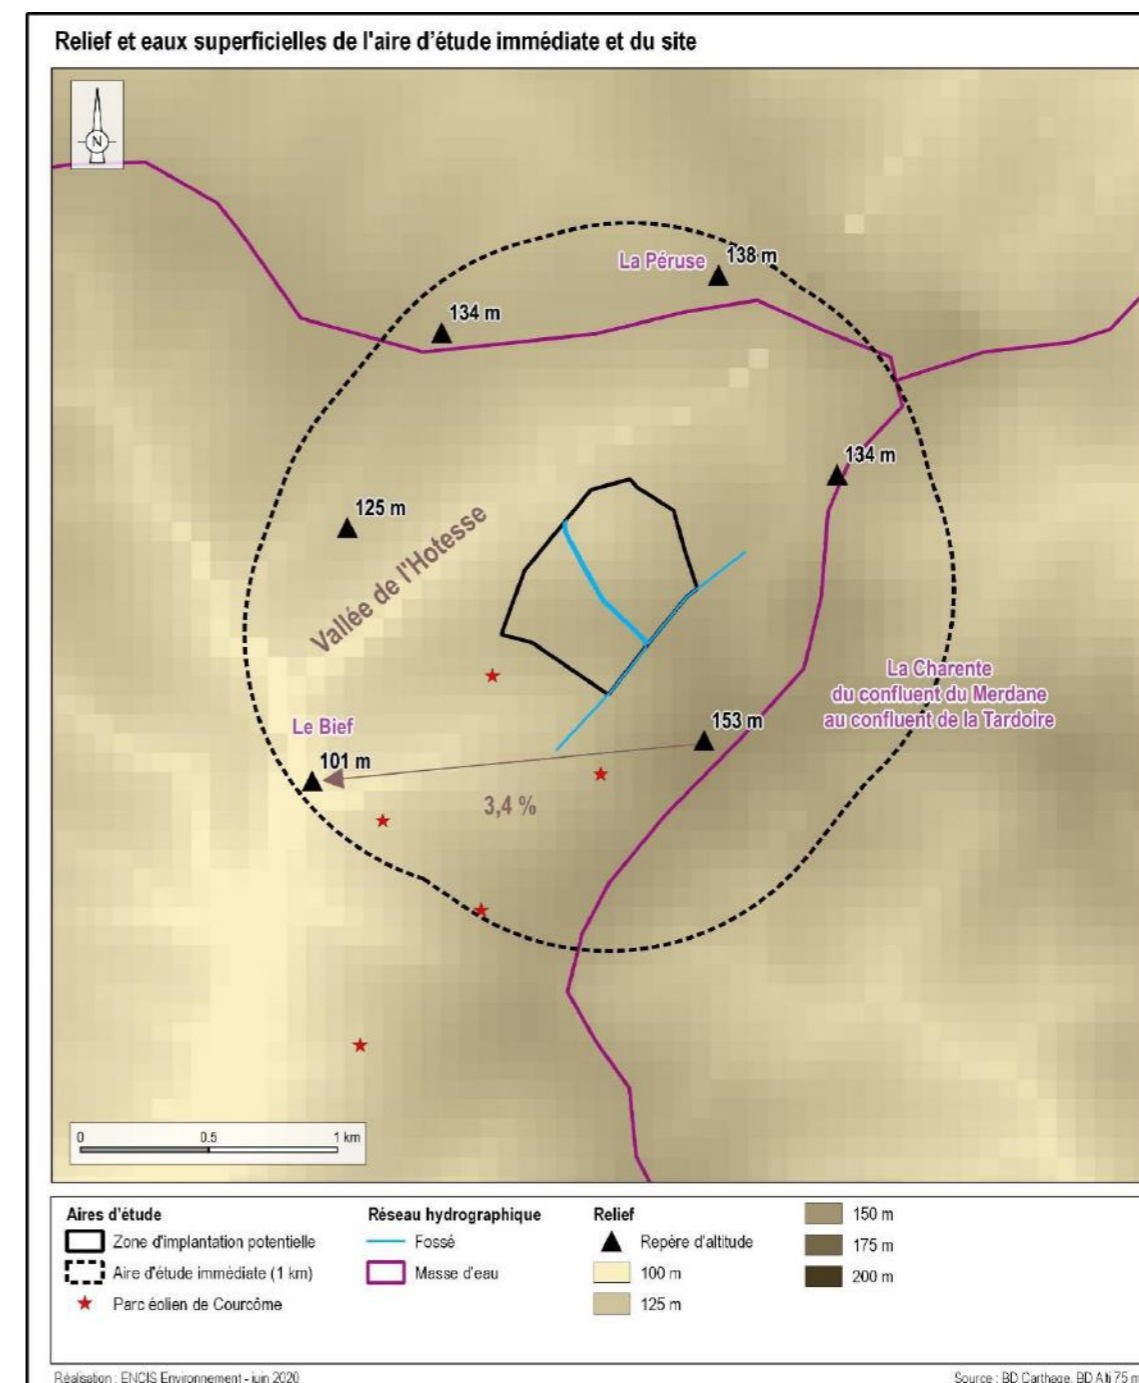 Relief et eaux superficielles de l'aire d'étude immédiate et du site
N
La Péruse
138 m
134 m
134 m
125 m
Vallée de l'Hotesse
La Charente
du confluent du Merdane
au confluent de la Tardoire
153 m
Le Bief
101 m
3,4 %
0 0.5 1 km
Aires d'étude
Zone d'implantation potentielle
Aire d'étude immédiate (1 km)
Parc éolien de Courcôme
Réseau hydrographique
Fossé
Masse d'eau
Relief
Repère d'altitude
100 m
125 m
150 m
175 m
200 m
Réalisation : ENCIS Environnement - juin 2020
Source : BD Carthage, BD Alti 75 m